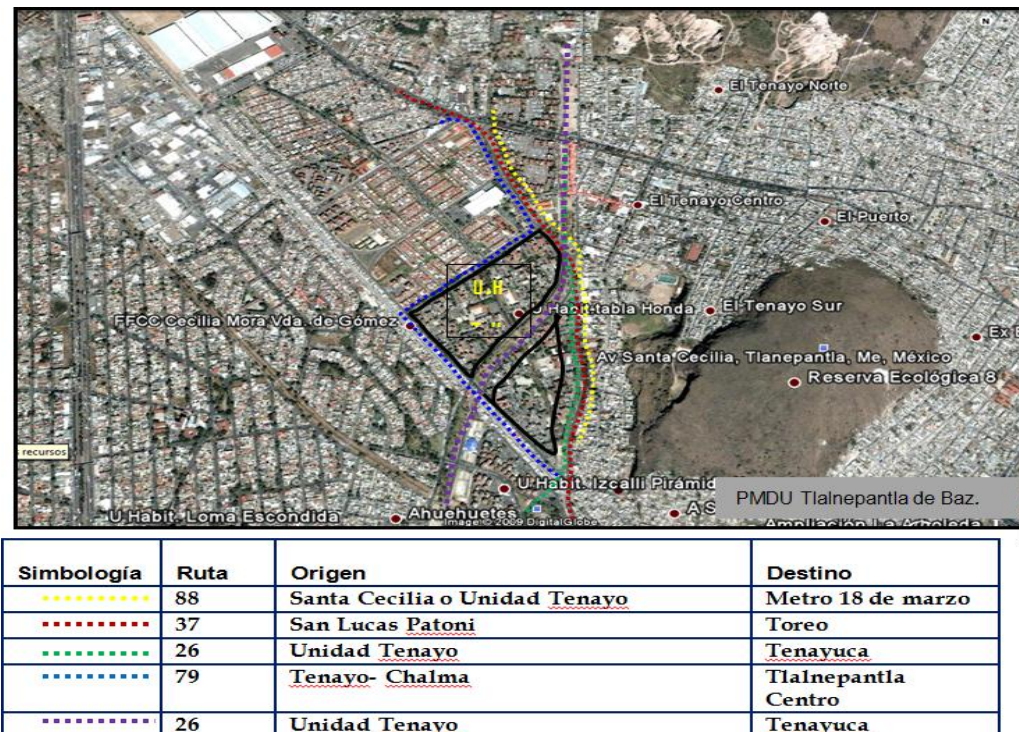 N
El Tenayo Norte
El Tenayo Centro
El Puerto
U.H
U Habit tabla Honda
El Tenayo Sur
FFCC Cecilia Mora Vda. de Gómez
Ex
Av Santa Cecilia, Tlanepantla, Me, México
Reserva Ecológica 8
recursos
U.Habit. Izcalli Pirámid
PMDU Tlalnepantla de Baz.
U Habit. Loma Escondida
Ahuehuetes
A S
Image © 2009 DigitalGlobe
Ampliación La Arboleda
Simbología Ruta Origen Destino
88 Santa Cecilia o Unidad Tenayo Metro 18 de marzo
37 San Lucas Patoni Toreo
26 Unidad Tenayo Tenayuca
79 Tenayo- Chalma Tlalnepantla
Centro
26 Unidad Tenayo Tenayuca